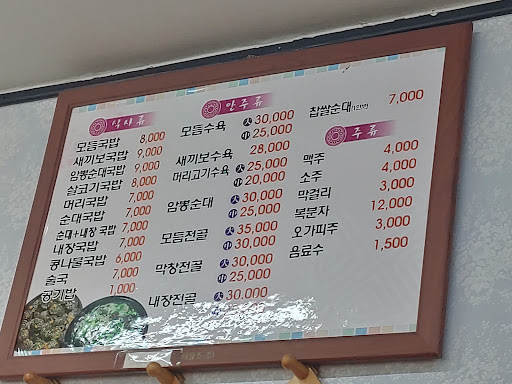 식사류
모듬국밥 8,000
새끼보국밥 9,000
암뽕순대국밥 9,000
살코기국밥 8,000
머리국밥 7,000
순대국밥 7,000
순대+내장 국밥 7,000
내장국밥 7,000
콩나물국밥 6,000
술국 7,000
공기밥 1,000
안주류
모듬수육 大 30,000
中 25,000
새끼보수육 28,000
머리고기수육 大 25,000
中 20,000
암뽕순대 大 30,000
中 25,000
모듬전골 大 35,000
中 30,000
막창전골 大 30,000
中 25,000
내장전골 大 30,000
찹쌀순대(1인분) 7,000
주류
맥주 4,000
소주 4,000
막걸리 3,000
복분자 12,000
오가피주 3,000
음료수 1,500